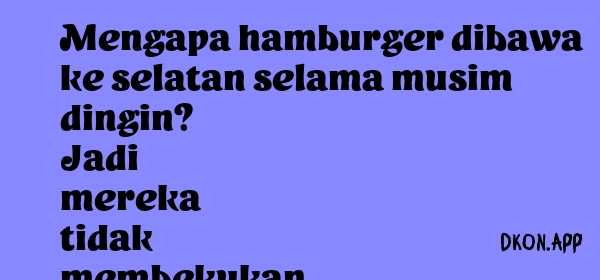 Mengapa hamburger dibawa
ke selatan selama musim
dingin?
Jadi
mereka
tidak
membekukan
DKON.APP